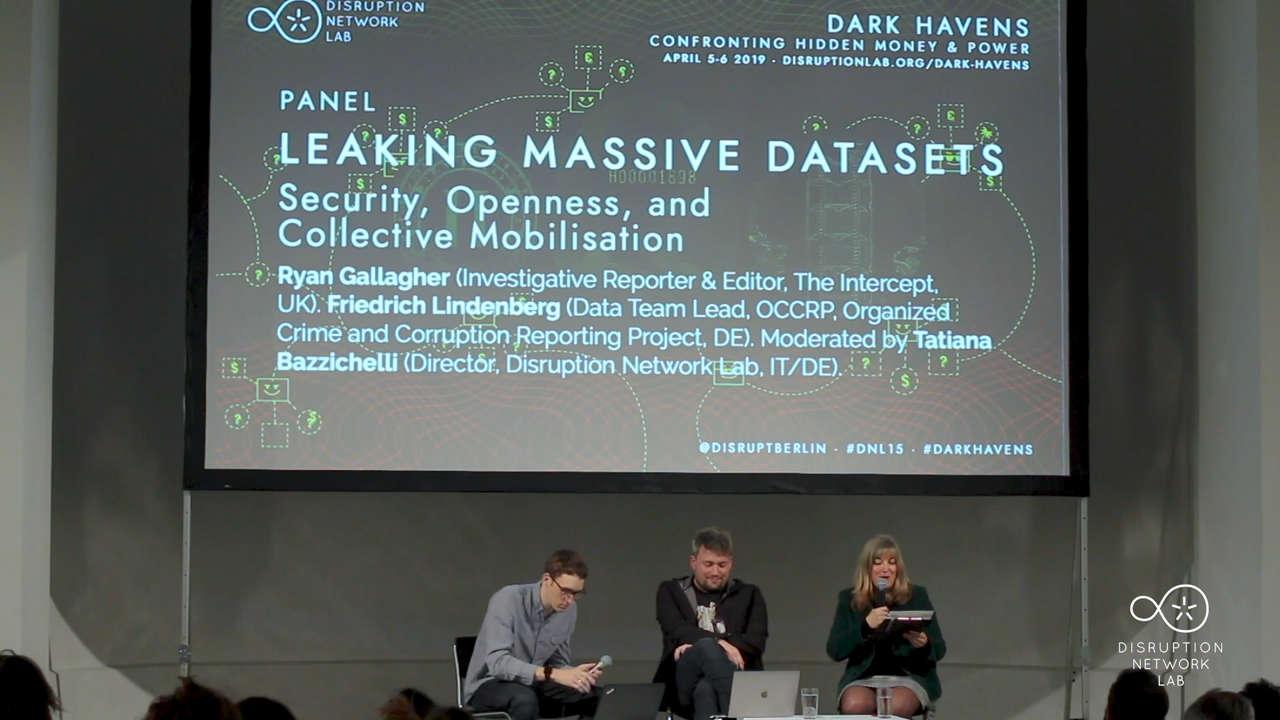 DISRUPTION
NETWORK
LAB
DARK HAVENS
CONFRONTING HIDDEN MONEY & POWER
APRIL 5-6 2019 · DISRUPTIONLAB.ORG/DARK-HAVENS
PANEL
LEAKING MASSIVE DATASETS
H00001898
Security, Openness, and
Collective Mobilisation
Ryan Gallagher (Investigative Reporter & Editor, The Intercept,
UK). Friedrich Lindenberg (Data Team Lead, OCCRP, Organized
Crime and Corruption Reporting Project, DE). Moderated by Tatiana
Bazzichelli (Director, Disruption Network Lab, IT/DE).
@DISRUPTBERLIN · #DNL15 · #DARKHAVENS
DISRUPTION
NETWORK
LAB